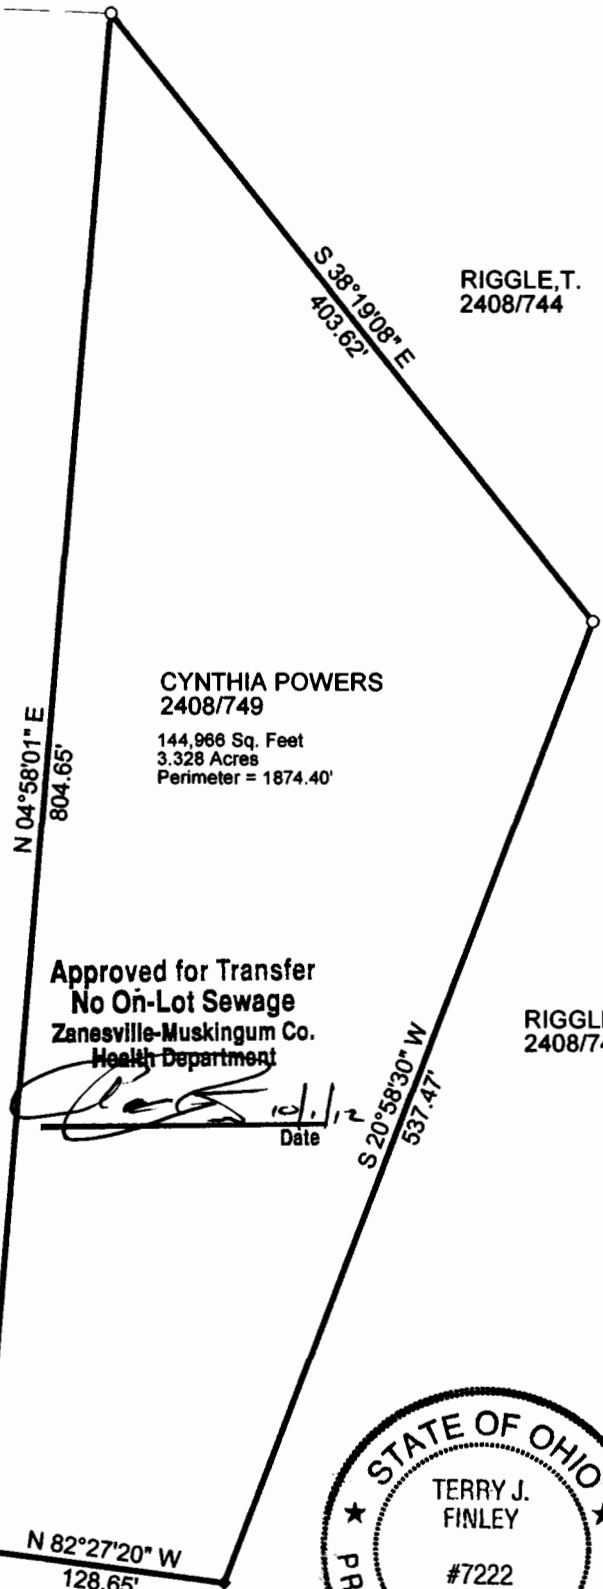 S 38°19'08" E
403.62'
RIGGLE,T.
2408/744
CYNTHIA POWERS
2408/749
144,966 Sq. Feet
3.328 Acres
Perimeter = 1874.40'
N 04°58'01" E
804.65'
Approved for Transfer
No On-Lot Sewage
Zanesville-Muskingum Co.
Health Department
10/1/12
Date
S 20°58'30" W
537.47'
N 82°27'20" W
128.65'
STATE OF OHIO
TERRY J.
FINLEY
#7222